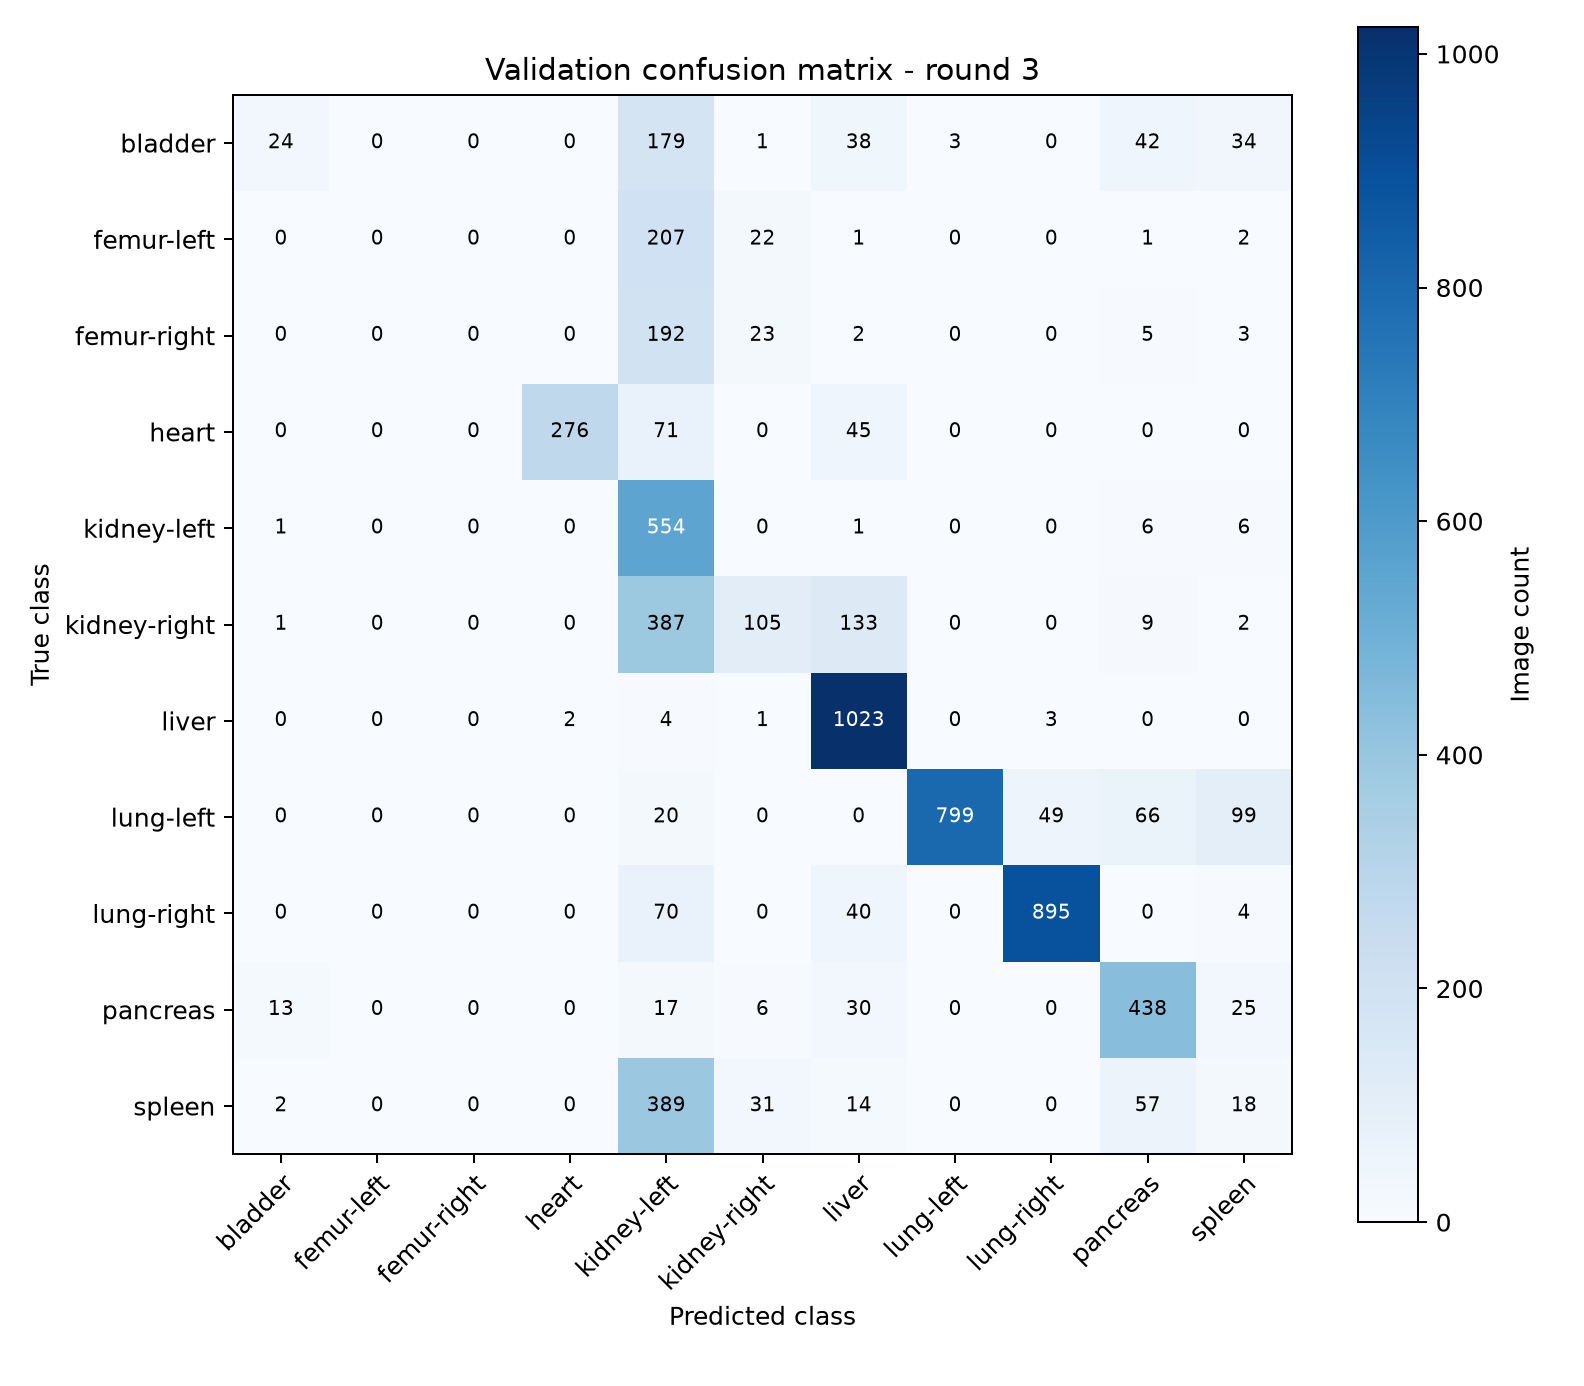 Validation confusion matrix - round 3
bladder 24 0 0 0 179 1 38 3 0 42 34
femur-left 0 0 0 0 207 22 1 0 0 1 2
femur-right 0 0 0 0 192 23 2 0 0 5 3
heart 0 0 0 276 71 0 45 0 0 0 0
kidney-left 1 0 0 0 554 0 1 0 0 6 6
kidney-right 1 0 0 0 387 105 133 0 0 9 2
liver 0 0 0 2 4 1 1023 0 3 0 0
lung-left 0 0 0 0 20 0 0 799 49 66 99
lung-right 0 0 0 0 70 0 40 0 895 0 4
pancreas 13 0 0 0 17 6 30 0 0 438 25
spleen 2 0 0 0 389 31 14 0 0 57 18
bladder femur-left femur-right heart kidney-left kidney-right liver lung-left lung-right pancreas spleen
Predicted class
True class
1000
800
600
400
200
0
Image count